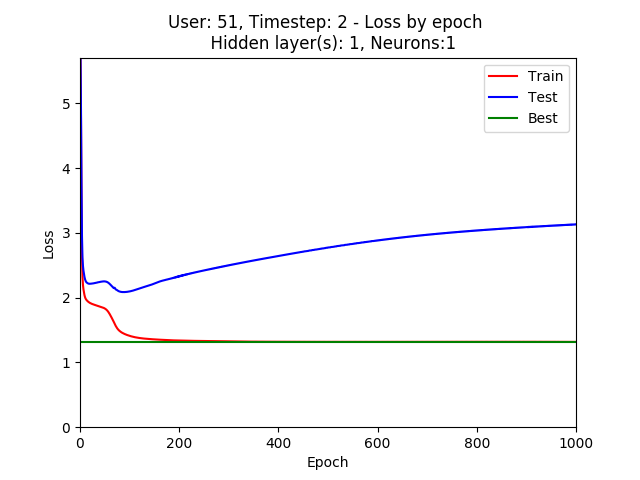 User: 51, Timestep: 2 - Loss by epoch
Hidden layer(s): 1, Neurons:1
Train
Test
Best
5
4
3
2
1
0
Loss
0 200 400 600 800 1000
Epoch